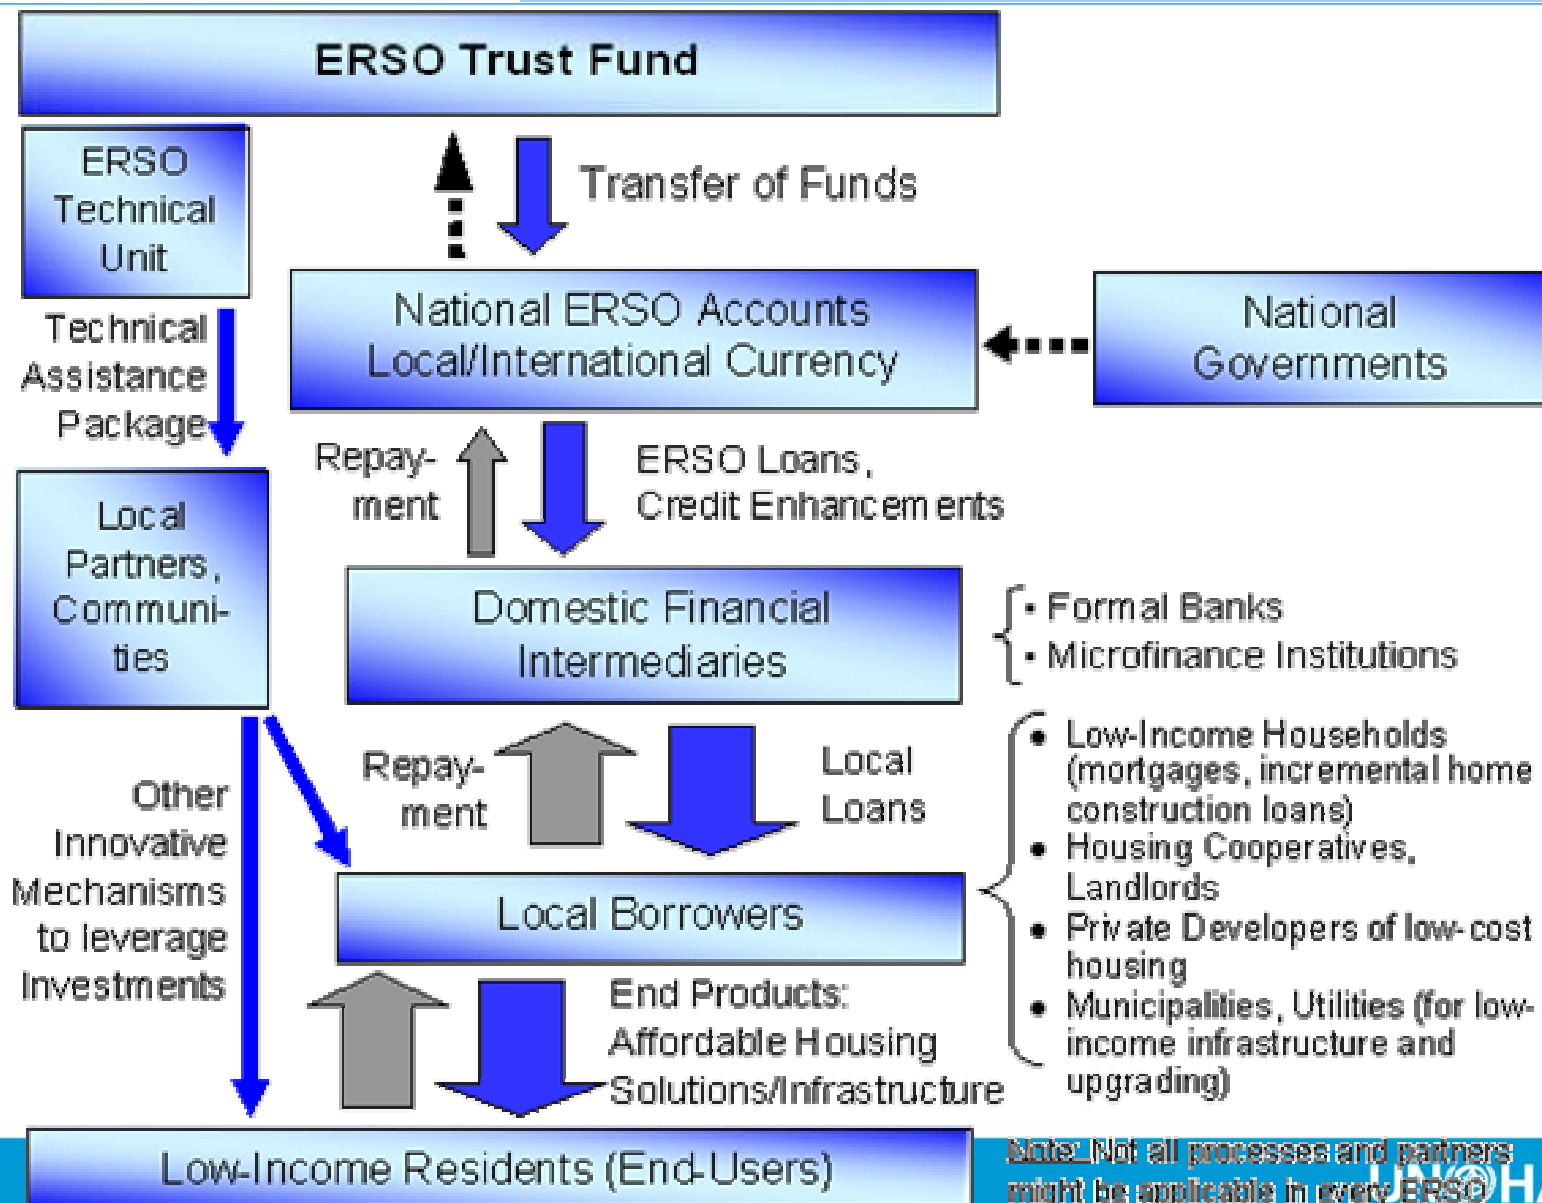 ERSO Trust Fund
ERSO
Technical
Unit
Transfer of Funds
National ERSO Accounts
Local/International Currency
National
Governments
Technical
Assistance
Package
Repay-
ment
ERSO Loans,
Credit Enhancements
Local
Partners,
Communi-
ties
Domestic Financial
Intermediaries
• Formal Banks
• Microfinance Institutions
Repay-
ment
Local
Loans
• Low-Income Households
(mortgages, incremental home
construction loans)
• Housing Cooperatives,
Landlords
• Private Developers of low-cost
housing
• Municipalities, Utilities (for low-
income infrastructure and
upgrading)
Other
Innovative
Mechanisms
to leverage
Investments
Local Borrowers
End Products:
Affordable Housing
Solutions/Infrastructure
Low-Income Residents (End-Users)
Note: Not all processes and partners
might be applicable in every ERSO
UN HA